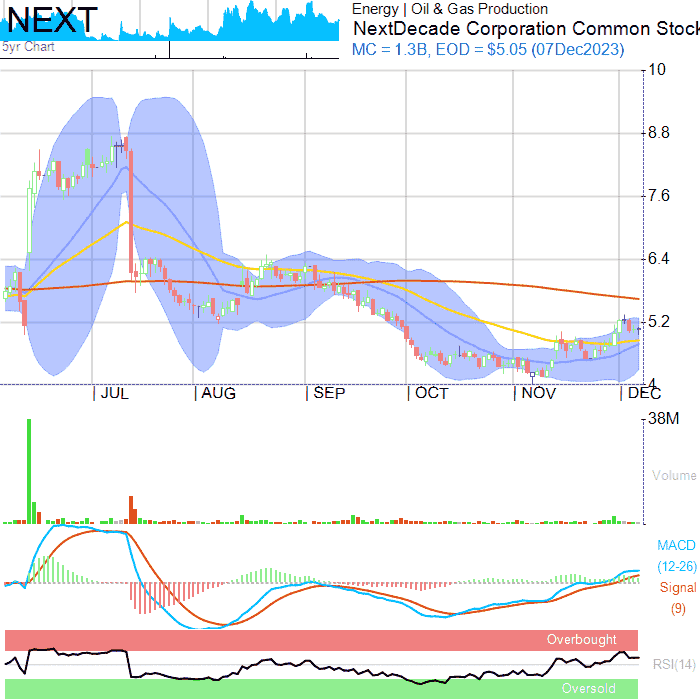 NEXT
5yr Chart
Energy | Oil & Gas Production
NextDecade Corporation Common Stock
MC = 1.3B, EOD = $5.05 (07Dec2023)
10
8.8
7.6
6.4
5.2
4
JUL
AUG
SEP
OCT
NOV
DEC
38M
Volume
MACD
(12-26)
Signal
(9)
Overbought
RSI(14)
Oversold